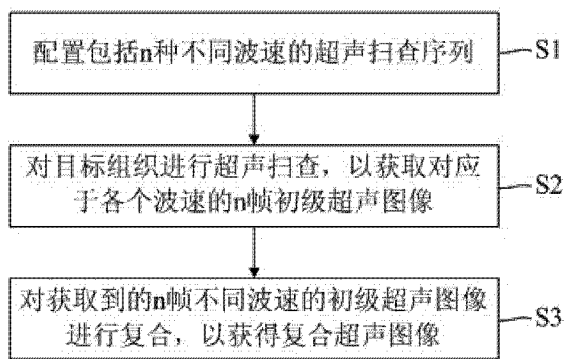 配置包括n种不同波速的超声扫查序列
S1
对目标组织进行超声扫查，以获取对应
于各个波速的n帧初级超声图像
S2
对获取到的n帧不同波速的初级超声图像
进行复合，以获得复合超声图像
S3